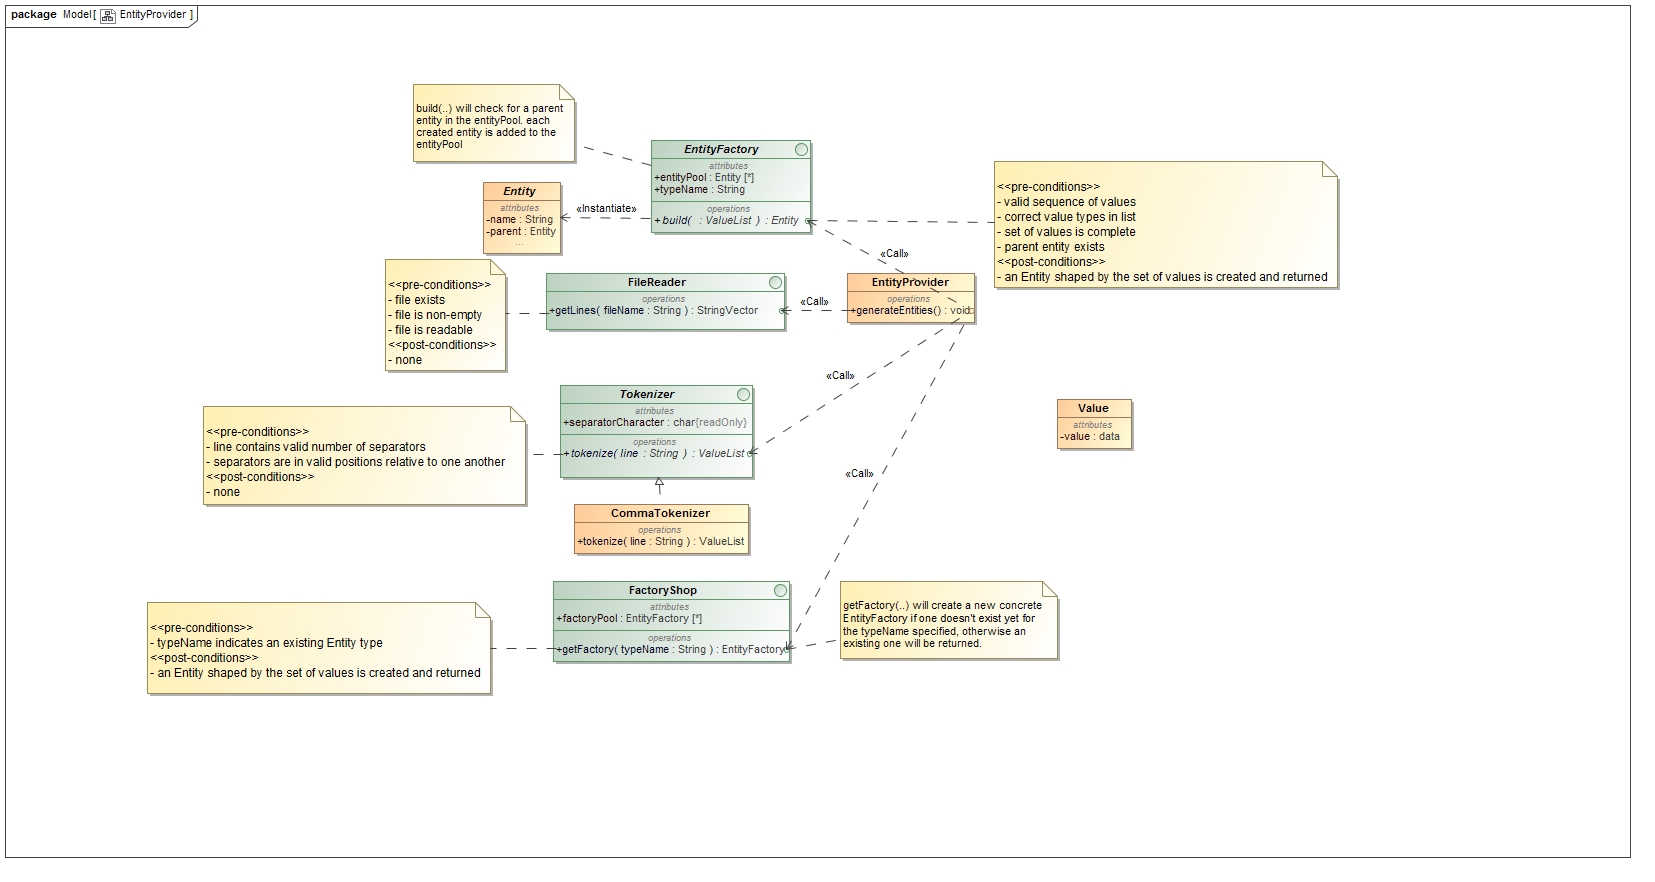 package Model[ EntityProvider ]
build(..) will check for a parent
entity in the entityPool. each
created entity is added to the
entityPool
EntityFactory
attributes
+entityPool : Entity [*]
+typeName : String
operations
+build( : ValueList ) : Entity
<<pre-conditions>>
- valid sequence of values
- correct value types in list
- set of values is complete
- parent entity exists
<<post-conditions>>
- an Entity shaped by the set of values is created and returned
Entity
attributes
-name : String
-parent : Entity
...
«Instantiate»
«Call»
<<pre-conditions>>
- file exists
- file is non-empty
- file is readable
<<post-conditions>>
- none
FileReader
operations
+getLines( fileName : String ) : StringVector
«Call»
EntityProvider
operations
+generateEntities() : void
«Call»
Tokenizer
attributes
+separatorCharacter : char{readOnly}
operations
+tokenize( line : String ) : ValueList
<<pre-conditions>>
- line contains valid number of separators
- separators are in valid positions relative to one another
<<post-conditions>>
- none
Value
attributes
-value : data
«Call»
CommaTokenizer
operations
+tokenize( line : String ) : ValueList
FactoryShop
attributes
+factoryPool : EntityFactory [*]
operations
+getFactory( typeName : String ) : EntityFactory
<<pre-conditions>>
- typeName indicates an existing Entity type
<<post-conditions>>
- an Entity shaped by the set of values is created and returned
getFactory(..) will create a new concrete
EntityFactory if one doesn't exist yet for
the typeName specified, otherwise an
existing one will be returned.